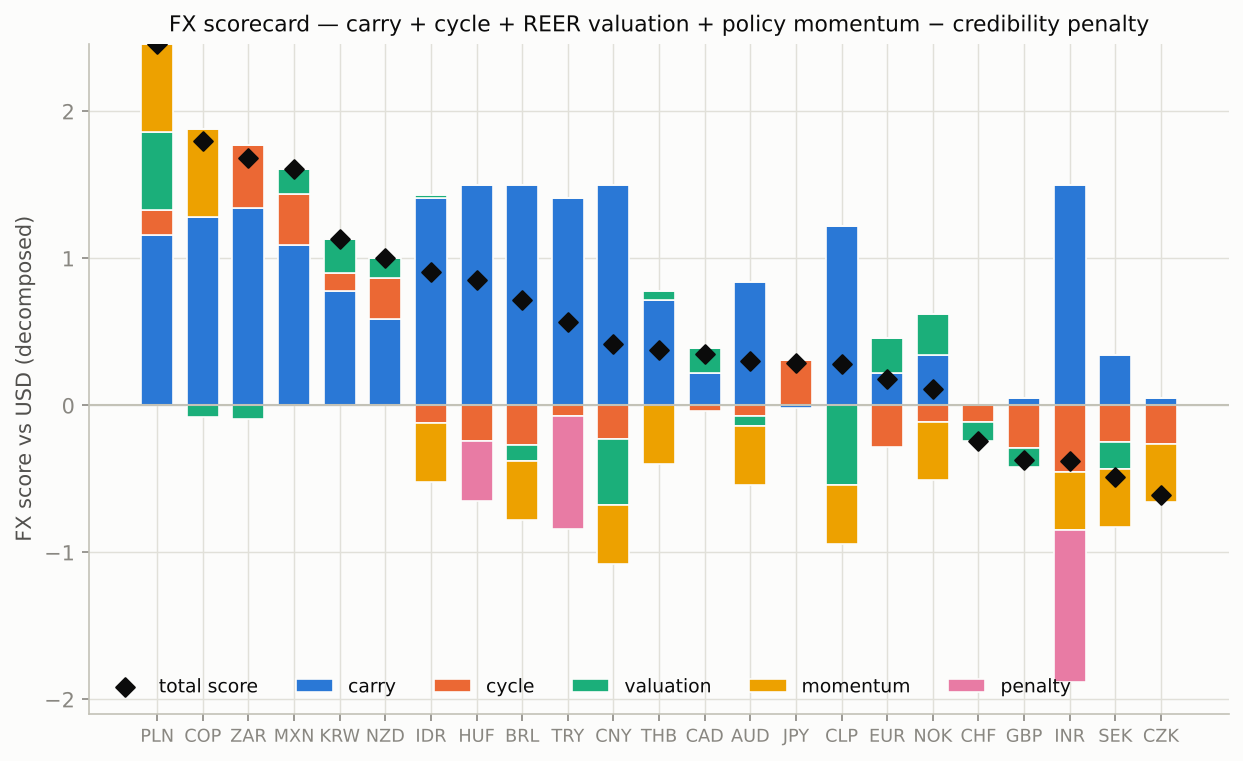 FX scorecard — carry + cycle + REER valuation + policy momentum − credibility penalty
FX score vs USD (decomposed)
2
1
0
−1
−2
total score carry cycle valuation momentum penalty
PLN COP ZAR MXN KRW NZD IDR HUF BRL TRY CNY THB CAD AUD JPY CLP EUR NOK CHF GBP INR SEK CZK